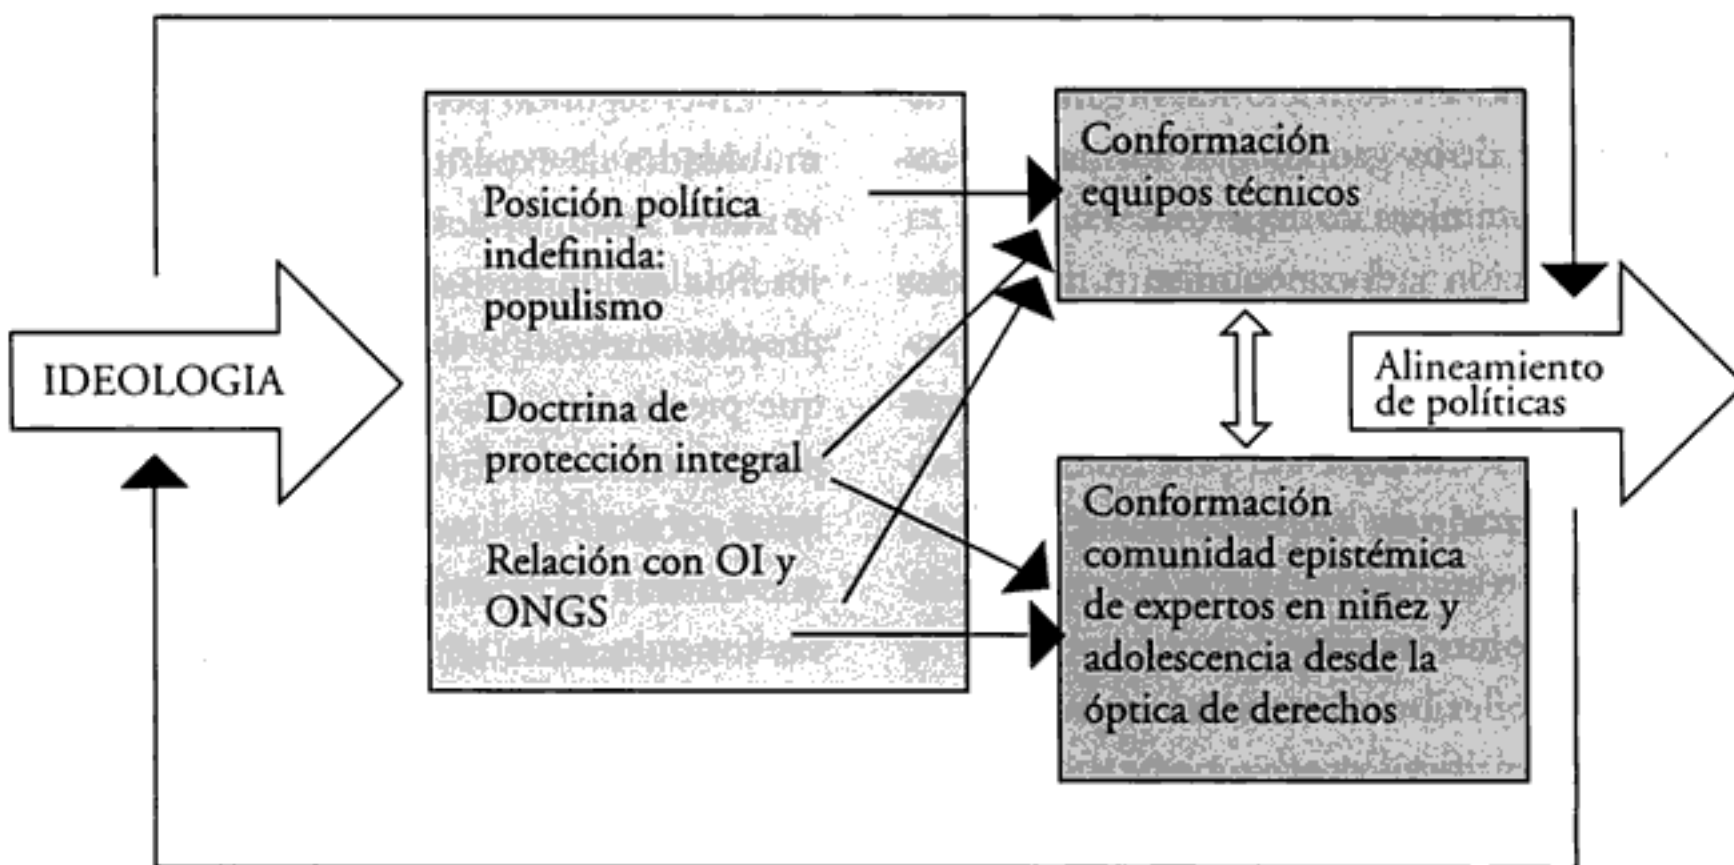 IDEOLOGIA
Posición política
indefinida:
populismo
Doctrina de
protección integral
Relación con OI y
ONGS
Conformación
equipos técnicos
Conformación
comunidad epistémica
de expertos en niñez y
adolescencia desde la
óptica de derechos
Alineamiento
de políticas